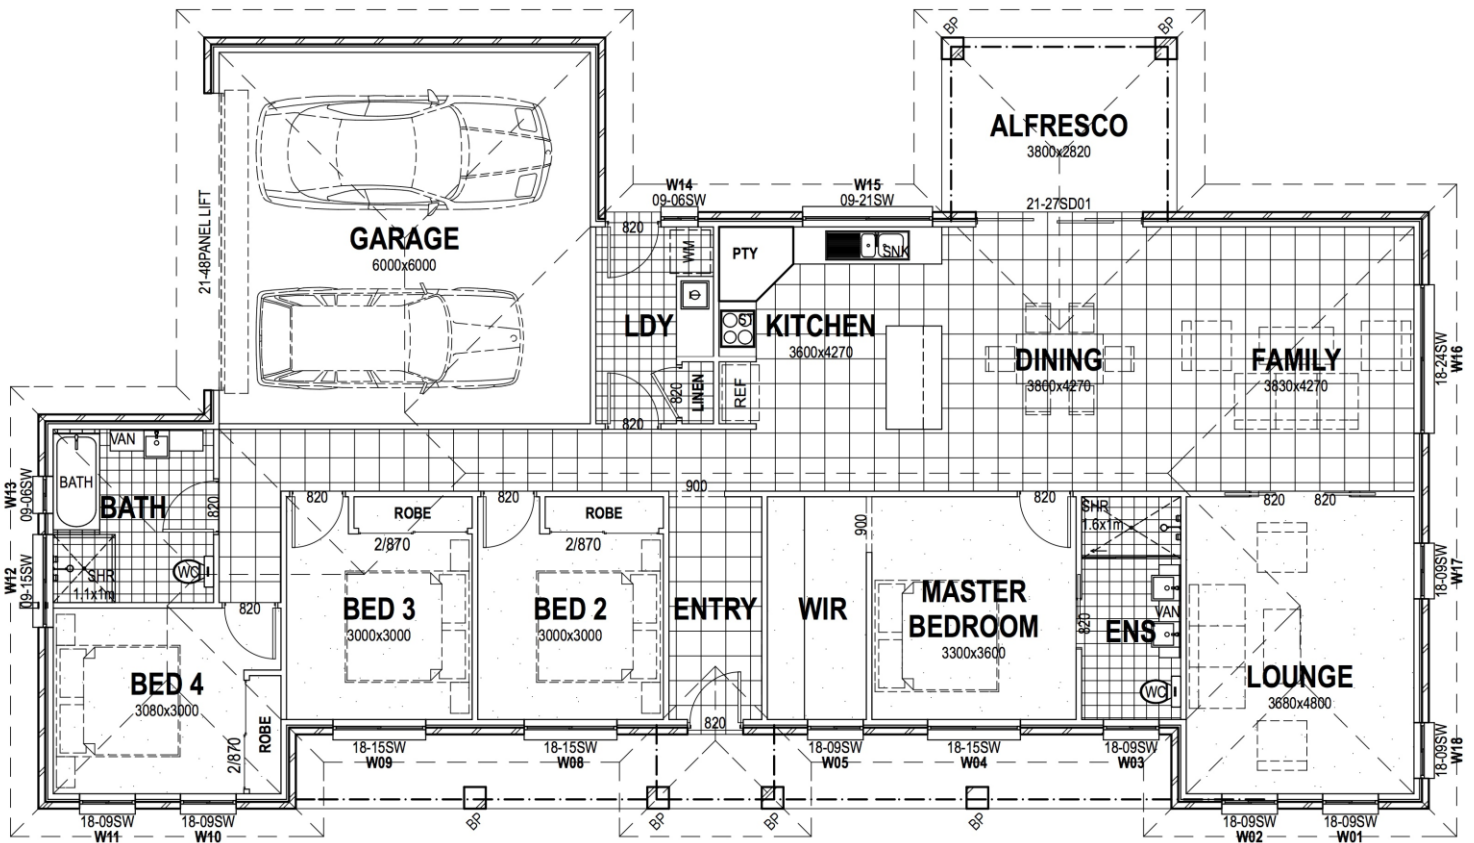 BP
BP
ALFRESCO
3800x2820
W14
09-06SW
W15
09-21SW
21-27SD01
21-48PANEL LIFT
GARAGE
6000x6000
820
WM
PTY
SNK
LDY
ST
KITCHEN
3600x4270
DINING
3800x4270
FAMILY
3830x4270
18-24SW
W16
820
LINEN
REF
820
VAN
BATH
BATH
820
W13
09-06SW
W12
09-15SW
SHR
1.1x1m
WC
820
820
ROBE
2/870
BED 3
3000x3000
820
ROBE
2/870
BED 2
3000x3000
900
ENTRY
820
WIR
900
820
MASTER
BEDROOM
3300x3600
SHR
1.6x1m
VAN
ENS
820
WC
820
820
LOUNGE
3680x4800
18-09SW
W17
18-09SW
W18
BED 4
3080x3000
ROBE
2/870
18-15SW
W09
18-15SW
W08
18-09SW
W05
18-15SW
W04
18-09SW
W03
18-09SW
W11
18-09SW
W10
BP
BP
BP
BP
18-09SW
W02
18-09SW
W01